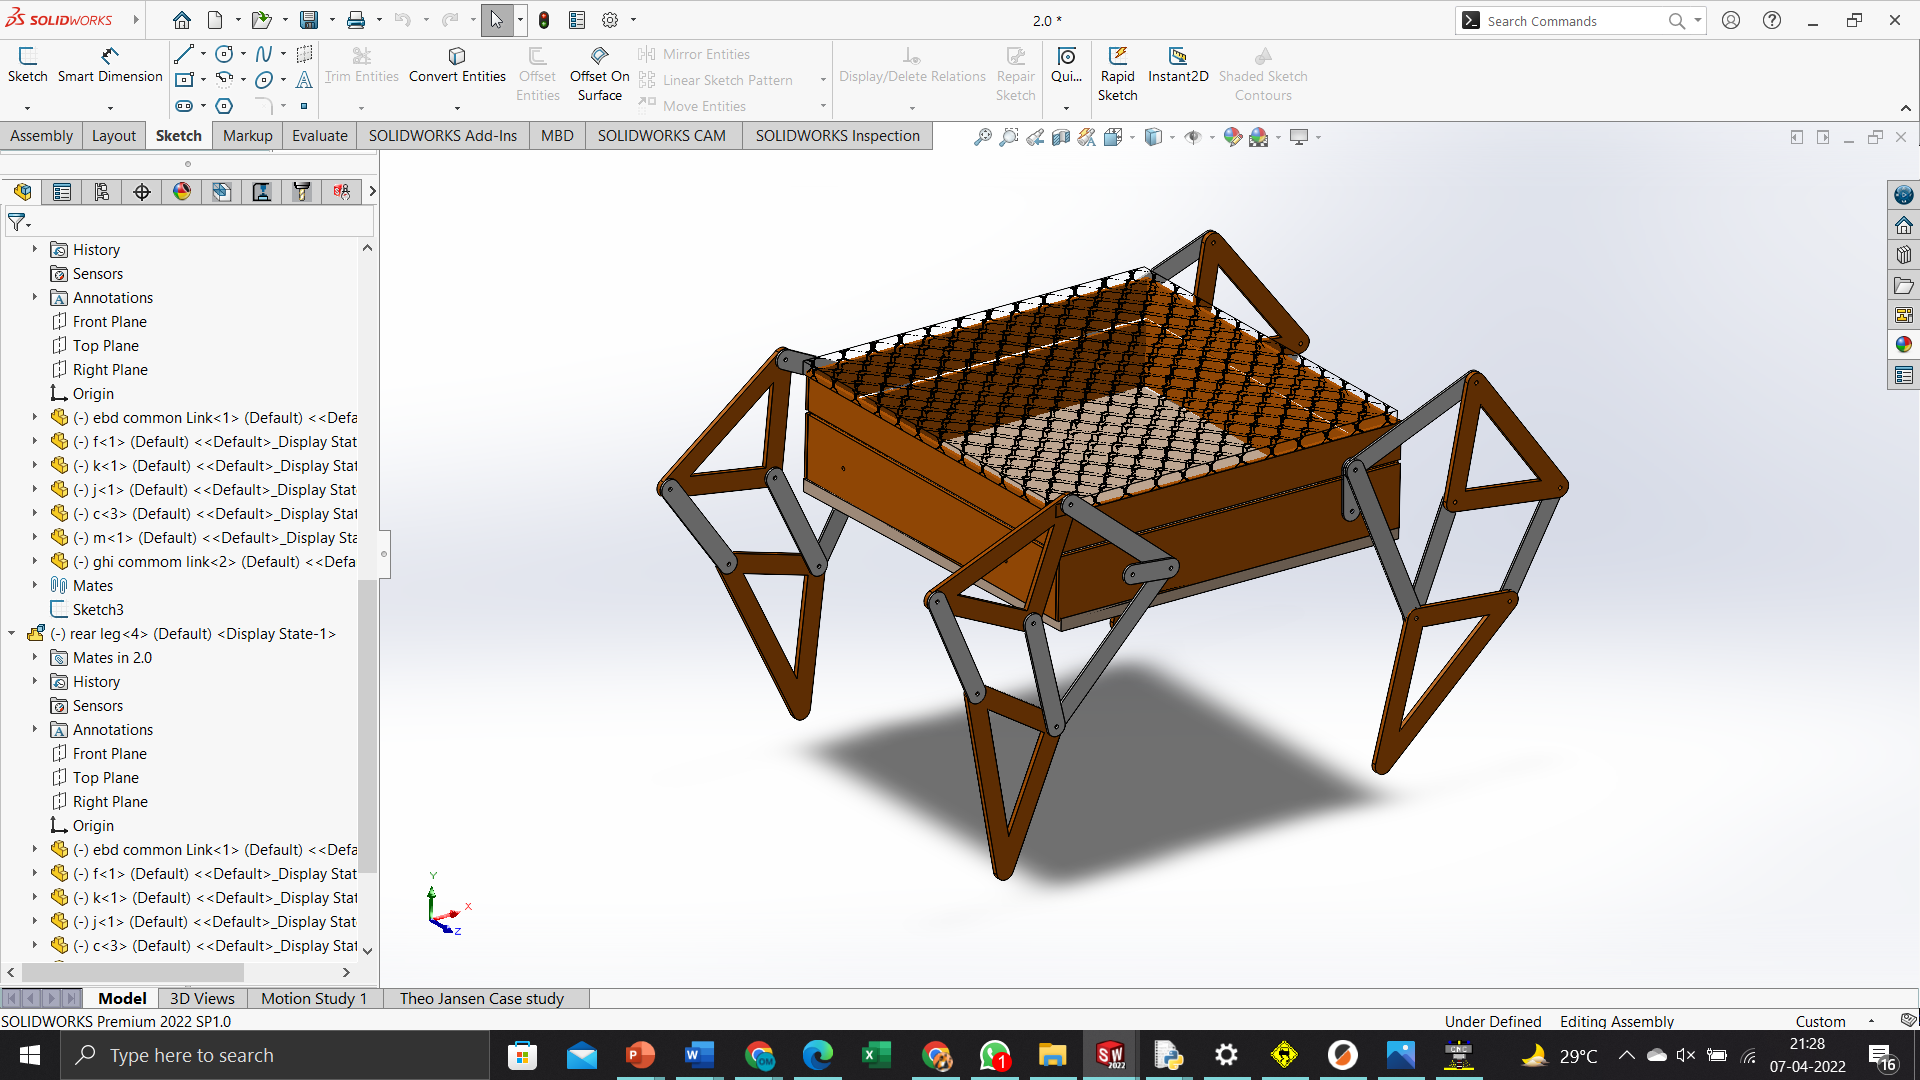 SOLIDWORKS
2.0 *
Search Commands
Sketch
Smart Dimension
Trim Entities
Convert Entities
Offset Entities
Offset On Surface
Mirror Entities
Linear Sketch Pattern
Move Entities
Display/Delete Relations
Repair Sketch
Qui...
Rapid Sketch
Instant2D
Shaded Sketch Contours
Assembly
Layout
Sketch
Markup
Evaluate
SOLIDWORKS Add-Ins
MBD
SOLIDWORKS CAM
SOLIDWORKS Inspection
History
Sensors
Annotations
Front Plane
Top Plane
Right Plane
Origin
(-) ebd common Link<1> (Default) <<Defa
(-) f<1> (Default) <<Default>_Display Stat
(-) k<1> (Default) <<Default>_Display Stat
(-) j<1> (Default) <<Default>_Display Stat
(-) c<3> (Default) <<Default>_Display Stat
(-) m<1> (Default) <<Default>_Display Sta
(-) ghi commom link<2> (Default) <<Defa
Mates
Sketch3
(-) rear leg<4> (Default) <Display State-1>
Mates in 2.0
History
Sensors
Annotations
Front Plane
Top Plane
Right Plane
Origin
(-) ebd common Link<1> (Default) <<Defa
(-) f<1> (Default) <<Default>_Display Stat
(-) k<1> (Default) <<Default>_Display Stat
(-) j<1> (Default) <<Default>_Display Stat
(-) c<3> (Default) <<Default>_Display Stat
Y
X
Z
Model
3D Views
Motion Study 1
Theo Jansen Case study
SOLIDWORKS Premium 2022 SP1.0
Under Defined
Editing Assembly
Custom
Type here to search
1
SW 2022
CNC
29°C
21:28
07-04-2022
16